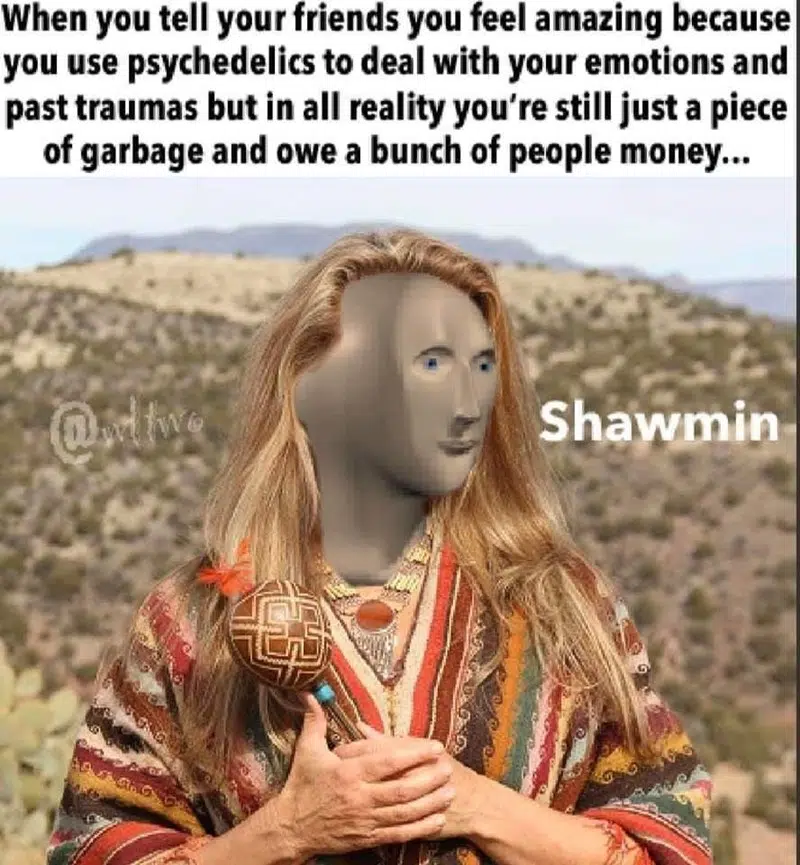 When you tell your friends you feel amazing because
you use psychedelics to deal with your emotions and
past traumas but in all reality you're still just a piece
of garbage and owe a bunch of people money...
@wltwo
Shawmin